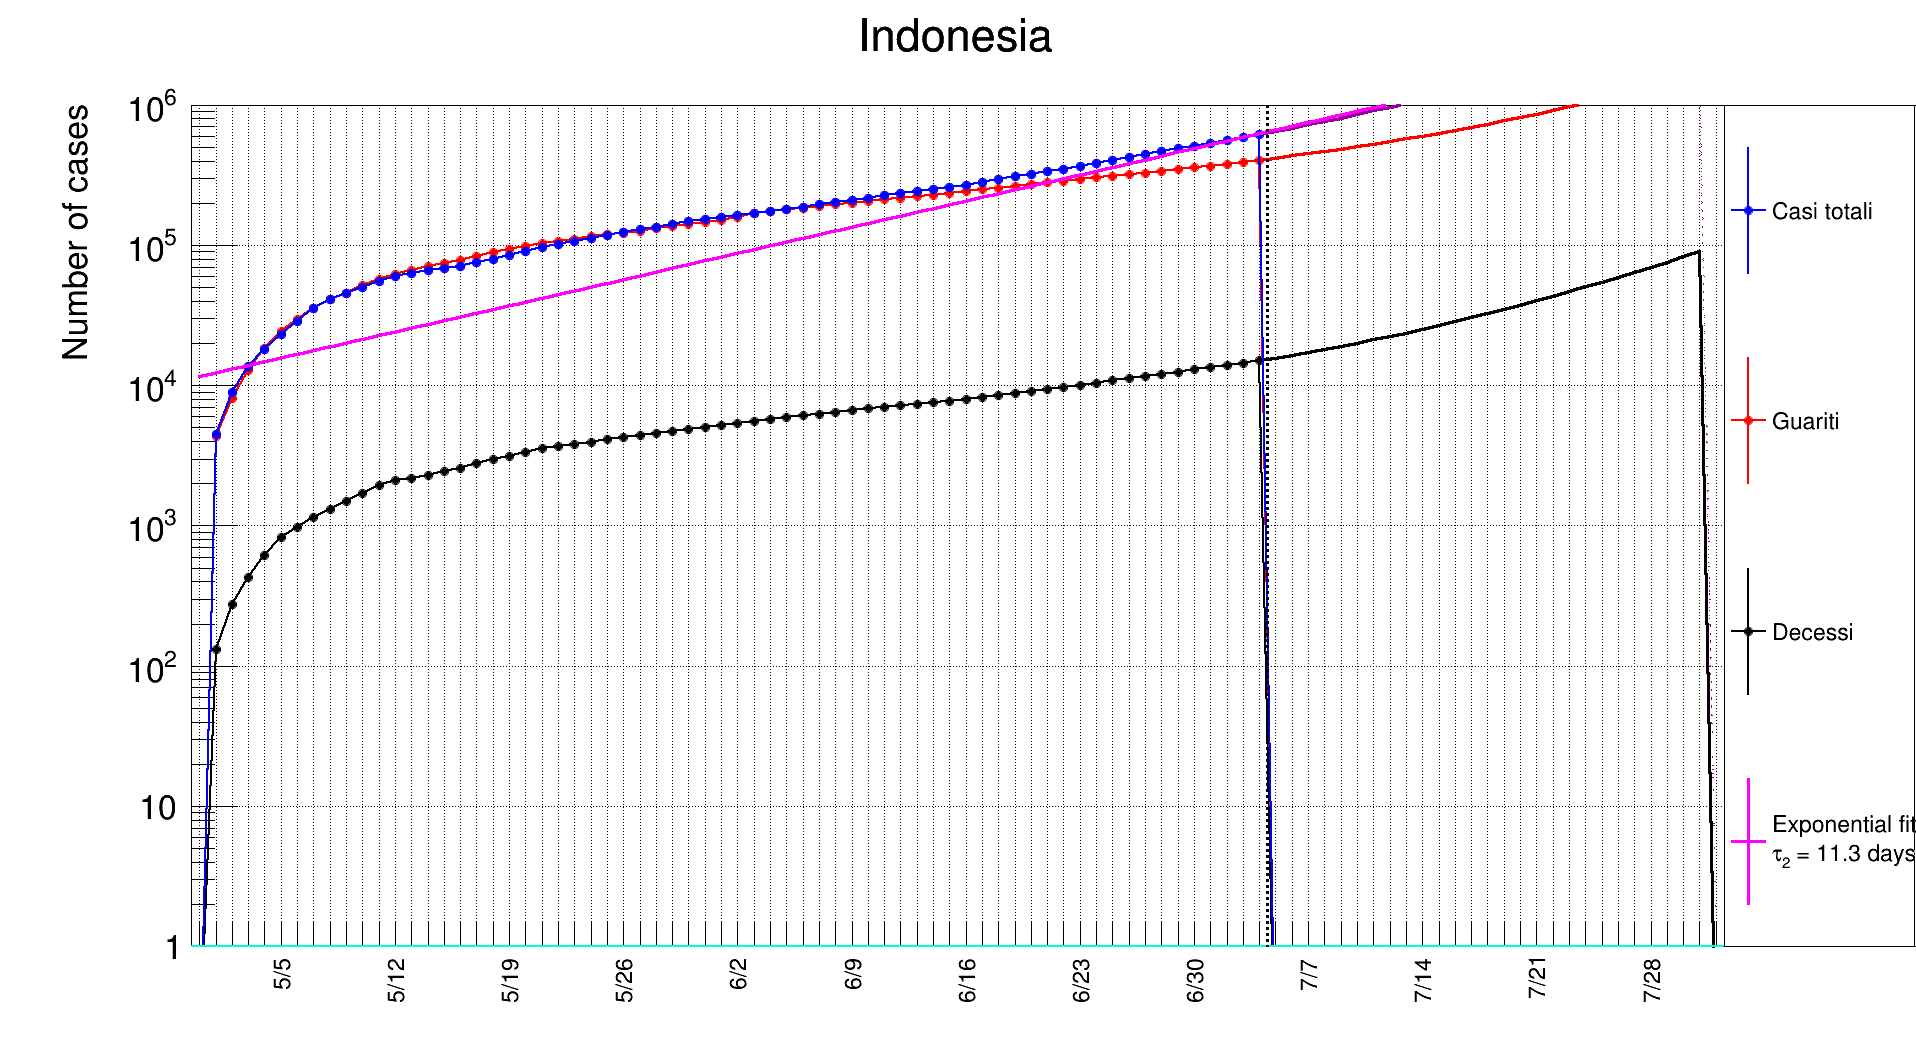 Indonesia
Number of cases
10^6
10^5
10^4
10^3
10^2
10
1
5/5
5/12
5/19
5/26
6/2
6/9
6/16
6/23
6/30
7/7
7/14
7/21
7/28
Casi totali
Guariti
Decessi
Exponential fit
τ_2 = 11.3 days